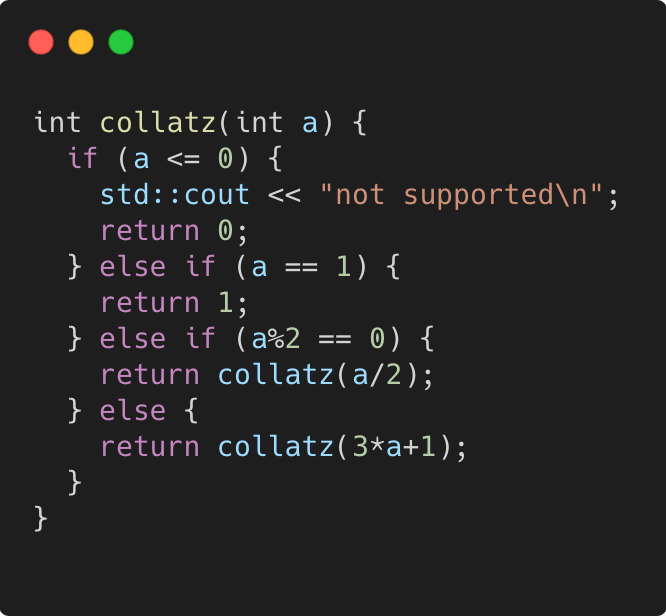 int collatz(int a) {
  if (a <= 0) {
    std::cout << "not supported\n";
    return 0;
  } else if (a == 1) {
    return 1;
  } else if (a%2 == 0) {
    return collatz(a/2);
  } else {
    return collatz(3*a+1);
  }
}